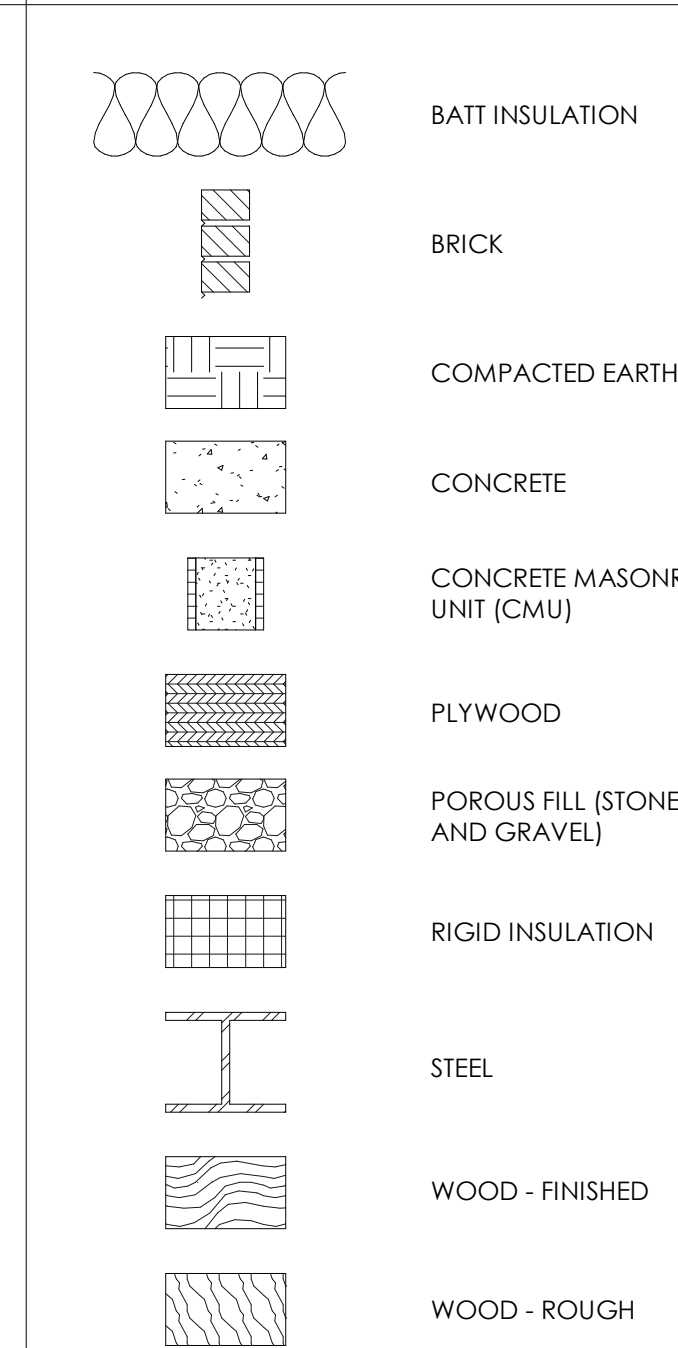 BATT INSULATION
BRICK
COMPACTED EARTH
CONCRETE
CONCRETE MASONR
UNIT (CMU)
PLYWOOD
POROUS FILL (STONE
AND GRAVEL)
RIGID INSULATION
STEEL
WOOD - FINISHED
WOOD - ROUGH